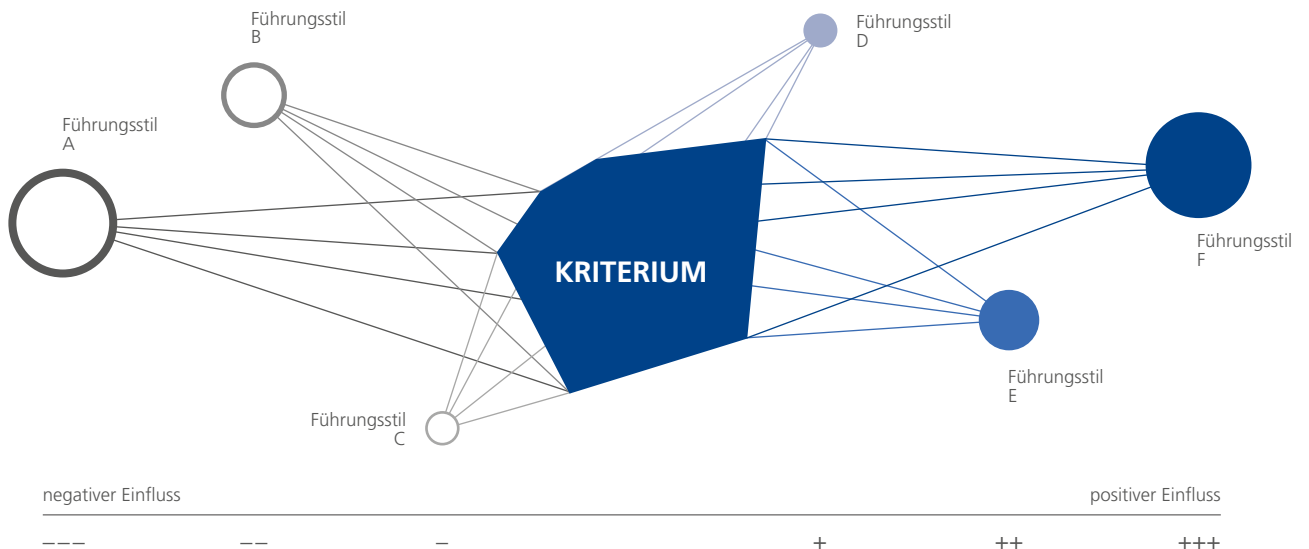 Führungsstil
B
Führungsstil
D
Führungsstil
A
Führungsstil
F
KRITERIUM
Führungsstil
E
Führungsstil
C
negativer Einfluss
positiver Einfluss
––– –– – + ++ +++